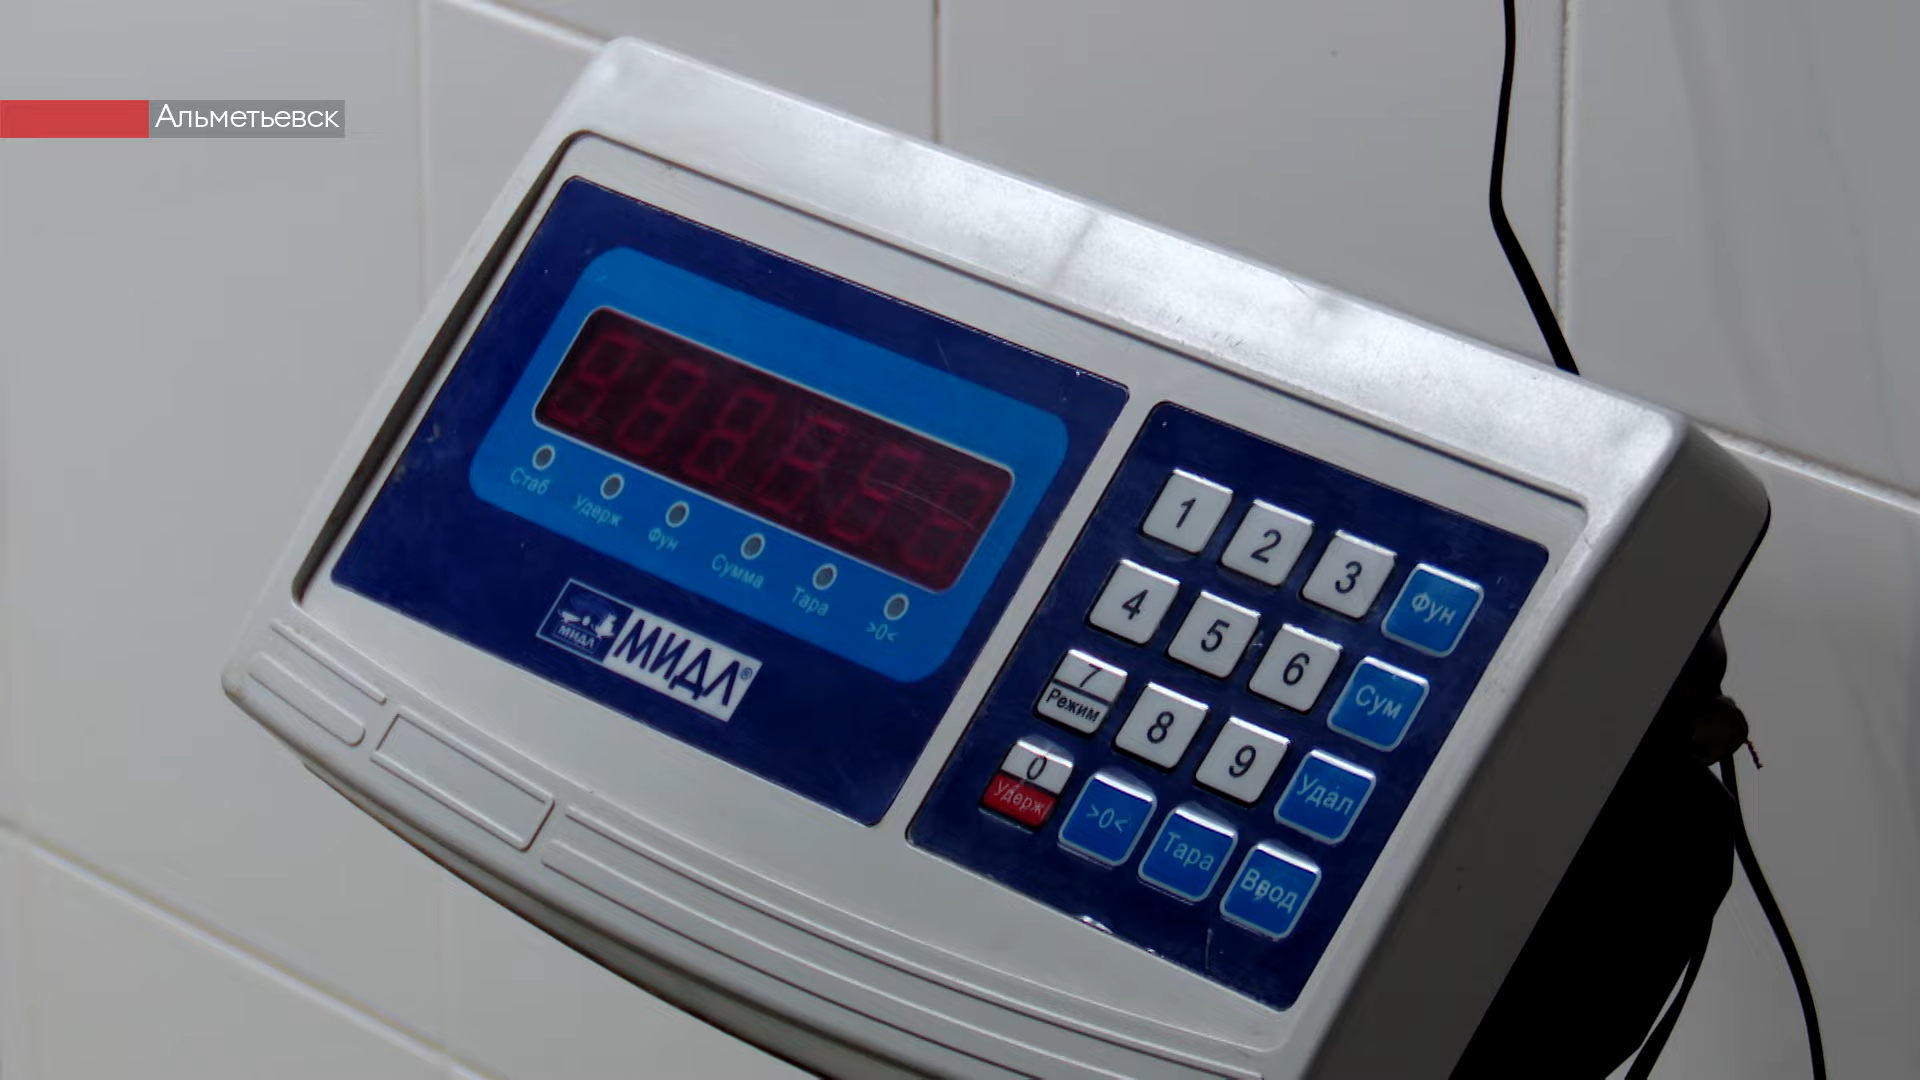 Альметьевск
Стаб
Удерж
Фун
Сумма
Тара
>0<
МИДЛ
МИДЛ®
1
2
3
Фун
4
5
6
Сум
7
Режим
8
9
Удал
0
Удерж
>0<
Тара
Ввод